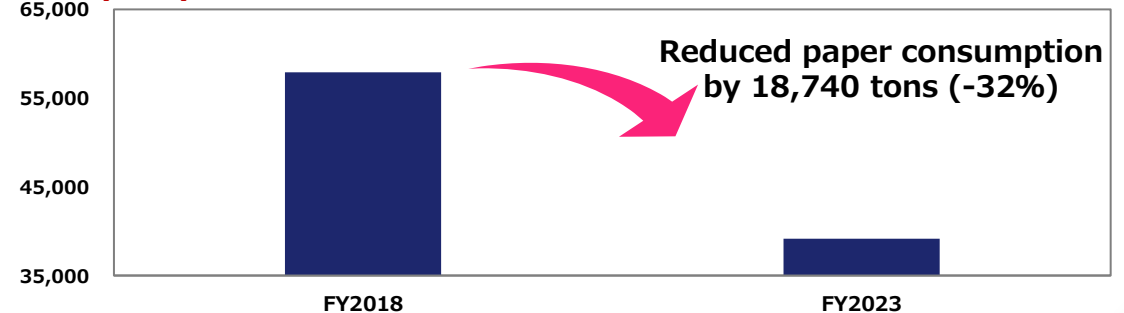 65,000
Reduced paper consumption
by 18,740 tons (-32%)
55,000
45,000
35,000
FY2018
FY2023